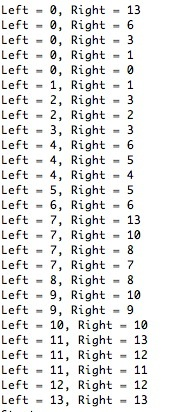 Left = 0, Right = 13
Left = 0, Right = 6
Left = 0, Right = 3
Left = 0, Right = 1
Left = 0, Right = 0
Left = 1, Right = 1
Left = 2, Right = 3
Left = 2, Right = 2
Left = 3, Right = 3
Left = 4, Right = 6
Left = 4, Right = 5
Left = 4, Right = 4
Left = 5, Right = 5
Left = 6, Right = 6
Left = 7, Right = 13
Left = 7, Right = 10
Left = 7, Right = 8
Left = 7, Right = 7
Left = 8, Right = 8
Left = 9, Right = 10
Left = 9, Right = 9
Left = 10, Right = 10
Left = 11, Right = 13
Left = 11, Right = 12
Left = 11, Right = 11
Left = 12, Right = 12
Left = 13, Right = 13